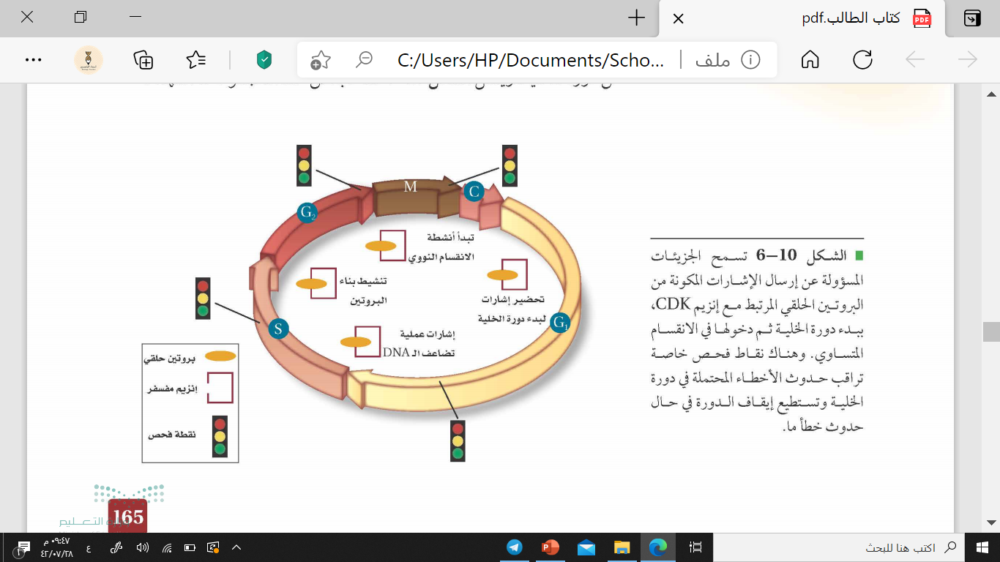 كتاب الطالب.pdf
ملف
C:/Users/HP/Documents/Scho...
M
C
G2
G1
S
تبدأ أنشطة
الانقسام النووي
تنشيط بناء
البروتين
تحضير إشارات
لبدء دورة الخلية
إشارات عملية
تضاعف الـ DNA
بروتين حلقي
إنزيم مفسفر
نقطة فحص
الشكل 10–6 تسمح الجزيئات
المسؤولة عن إرسال الإشارات المكونة من
البروتين الحلقي المرتبط مع إنزيم CDK،
ببدء دورة الخلية ثم دخولها في الانقسام
المتساوي. وهناك نقاط فحص خاصة
تراقب حدوث الأخطاء المحتملة في دورة
الخلية وتستطيع إيقاف الدورة في حال
حدوث خطأ ما.
165
وزارة التعليم
اكتب هنا للبحث
ع
٠٩:٤٧ م
٤٢/٠٧/٢٨